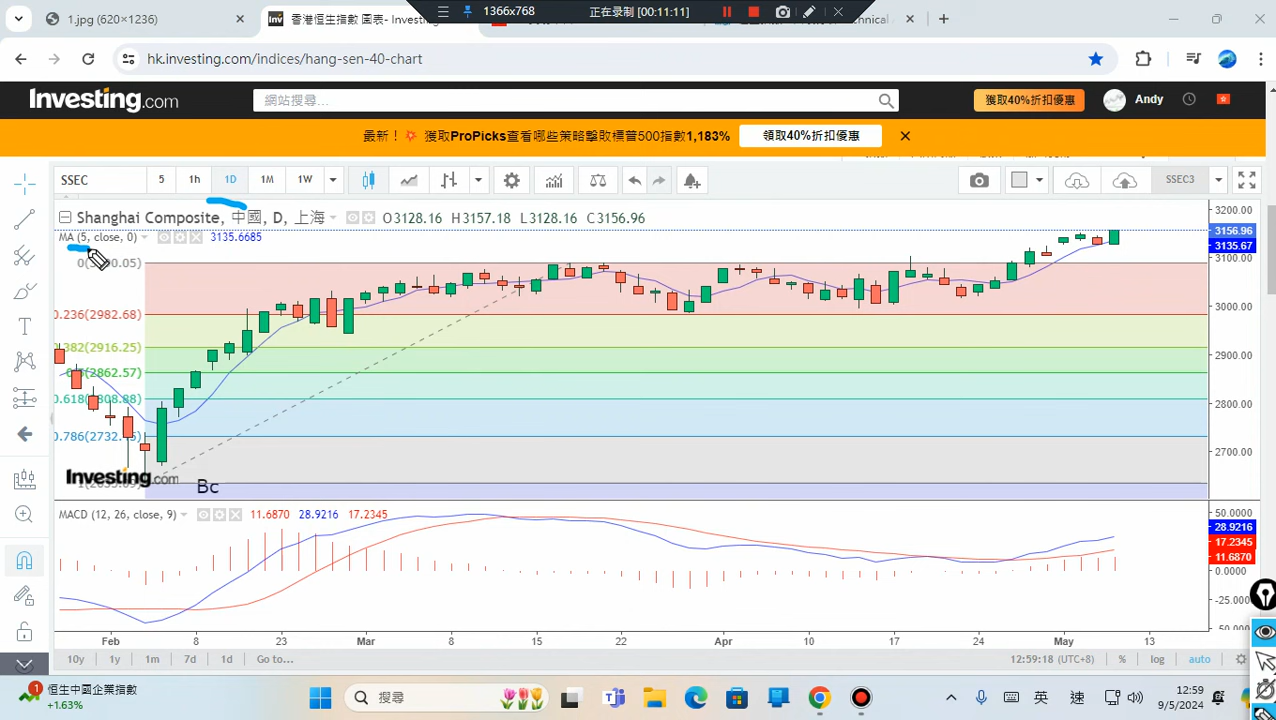 1.jpg (620×1236)
香港恒生指數 圖表- Investing
1366x768
正在录制 [00:11:11]
hk.investing.com/indices/hang-sen-40-chart
Investing.com
網站搜尋...
獲取40%折扣優惠
Andy
最新！ 獲取ProPicks查看哪些策略擊敗標普500指數1,183%
領取40%折扣優惠
SSEC 5 1h 1D 1M 1W
SSEC3
Shanghai Composite, 中國, D, 上海 O3128.16 H3157.18 L3128.16 C3156.96
MA (5, close, 0) 3135.6685
3200.00
3156.96
3135.67
3100.00
3000.00
2900.00
2800.00
2700.00
0.236(2982.68)
.382(2916.25)
(2862.57)
0.618(
0.786(2732.
Investing.com
Bc
MACD (12, 26, close, 9) 11.6870 28.9216 17.2345
50.0000
28.9216
17.2345
11.6870
0.0000
-25.0000
Feb 8 23 Mar 8 15 22 Apr 10 17 24 May 13
10y 1y 1m 7d 1d Go to... 12:59:18 (UTC+8) % log auto
恒生中國企業指數
+1.63%
1
搜尋
英 速
12:59
9/5/2024